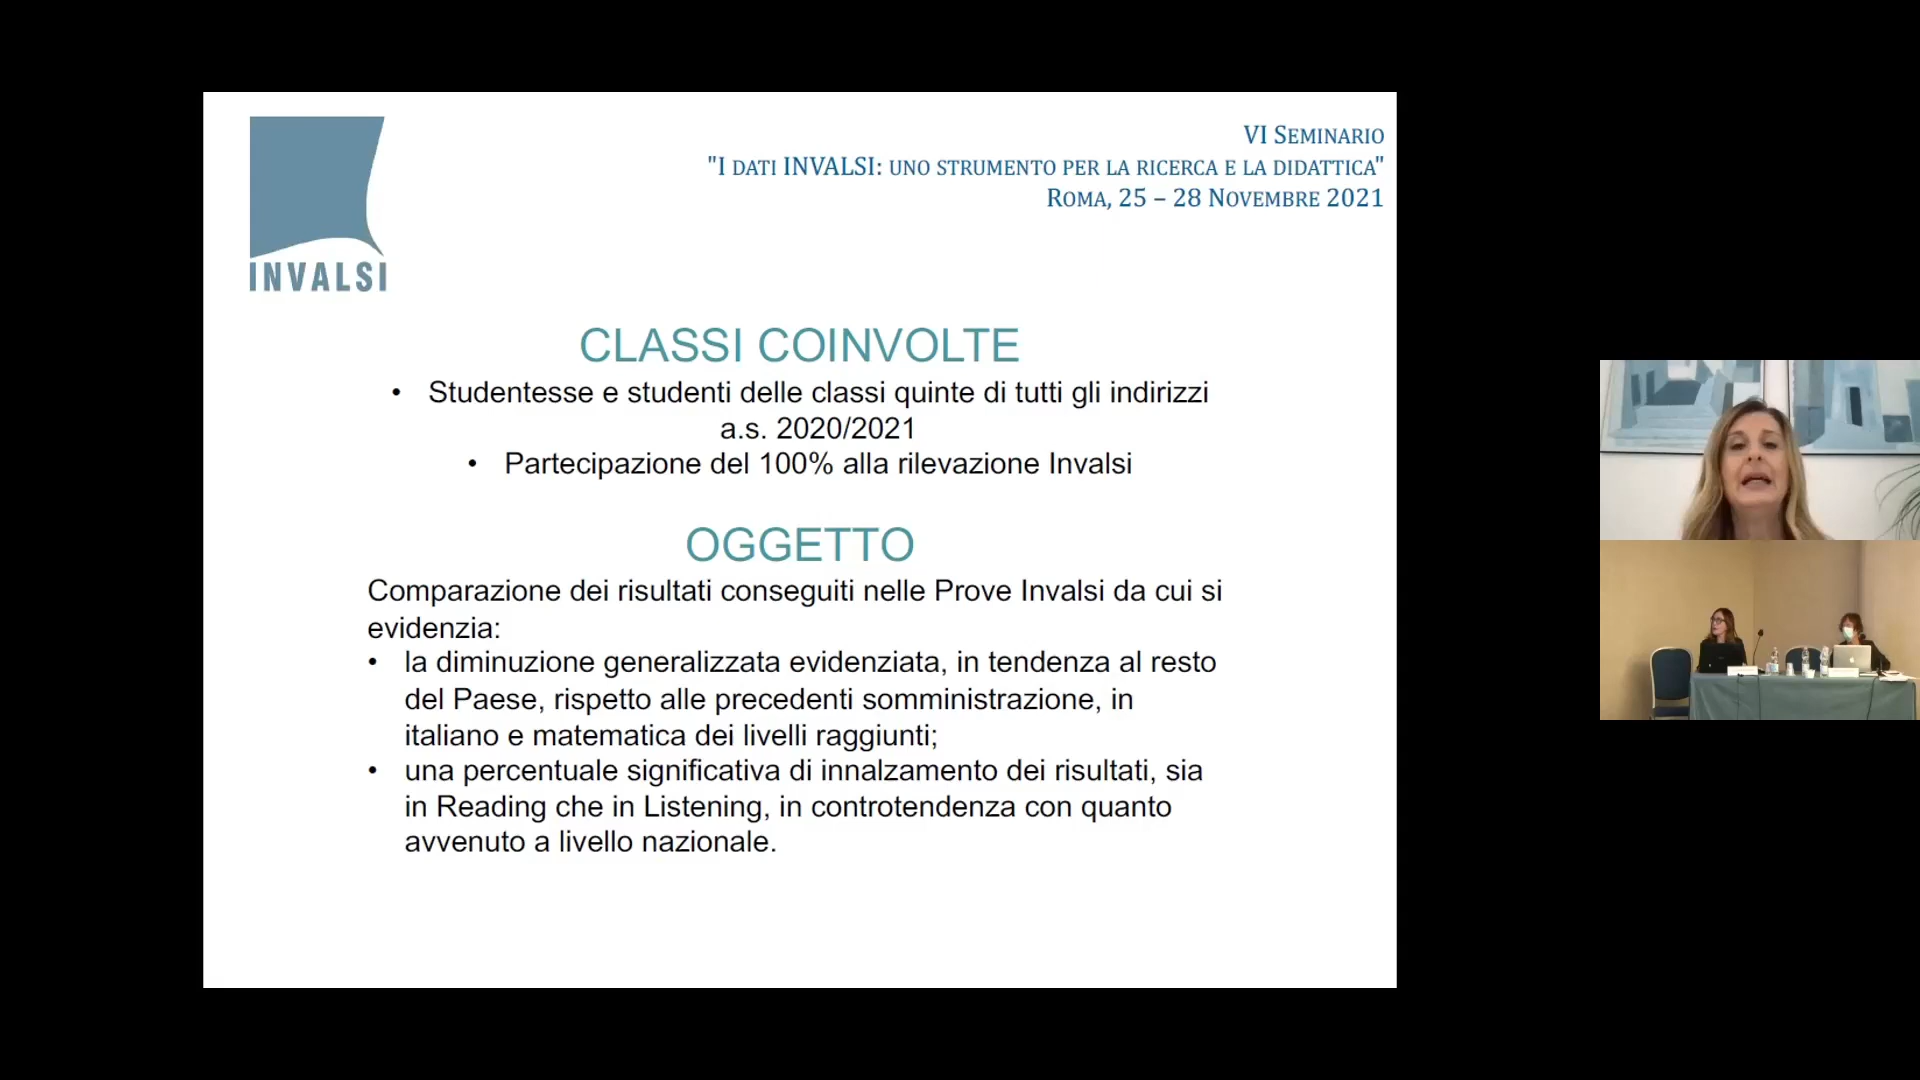 VI SEMINARIO
"I DATI INVALSI: UNO STRUMENTO PER LA RICERCA E LA DIDATTICA"
ROMA, 25 – 28 NOVEMBRE 2021
INVALSI
CLASSI COINVOLTE
• Studentesse e studenti delle classi quinte di tutti gli indirizzi
a.s. 2020/2021
• Partecipazione del 100% alla rilevazione Invalsi
OGGETTO
Comparazione dei risultati conseguiti nelle Prove Invalsi da cui si
evidenzia:
• la diminuzione generalizzata evidenziata, in tendenza al resto
del Paese, rispetto alle precedenti somministrazione, in
italiano e matematica dei livelli raggiunti;
• una percentuale significativa di innalzamento dei risultati, sia
in Reading che in Listening, in controtendenza con quanto
avvenuto a livello nazionale.